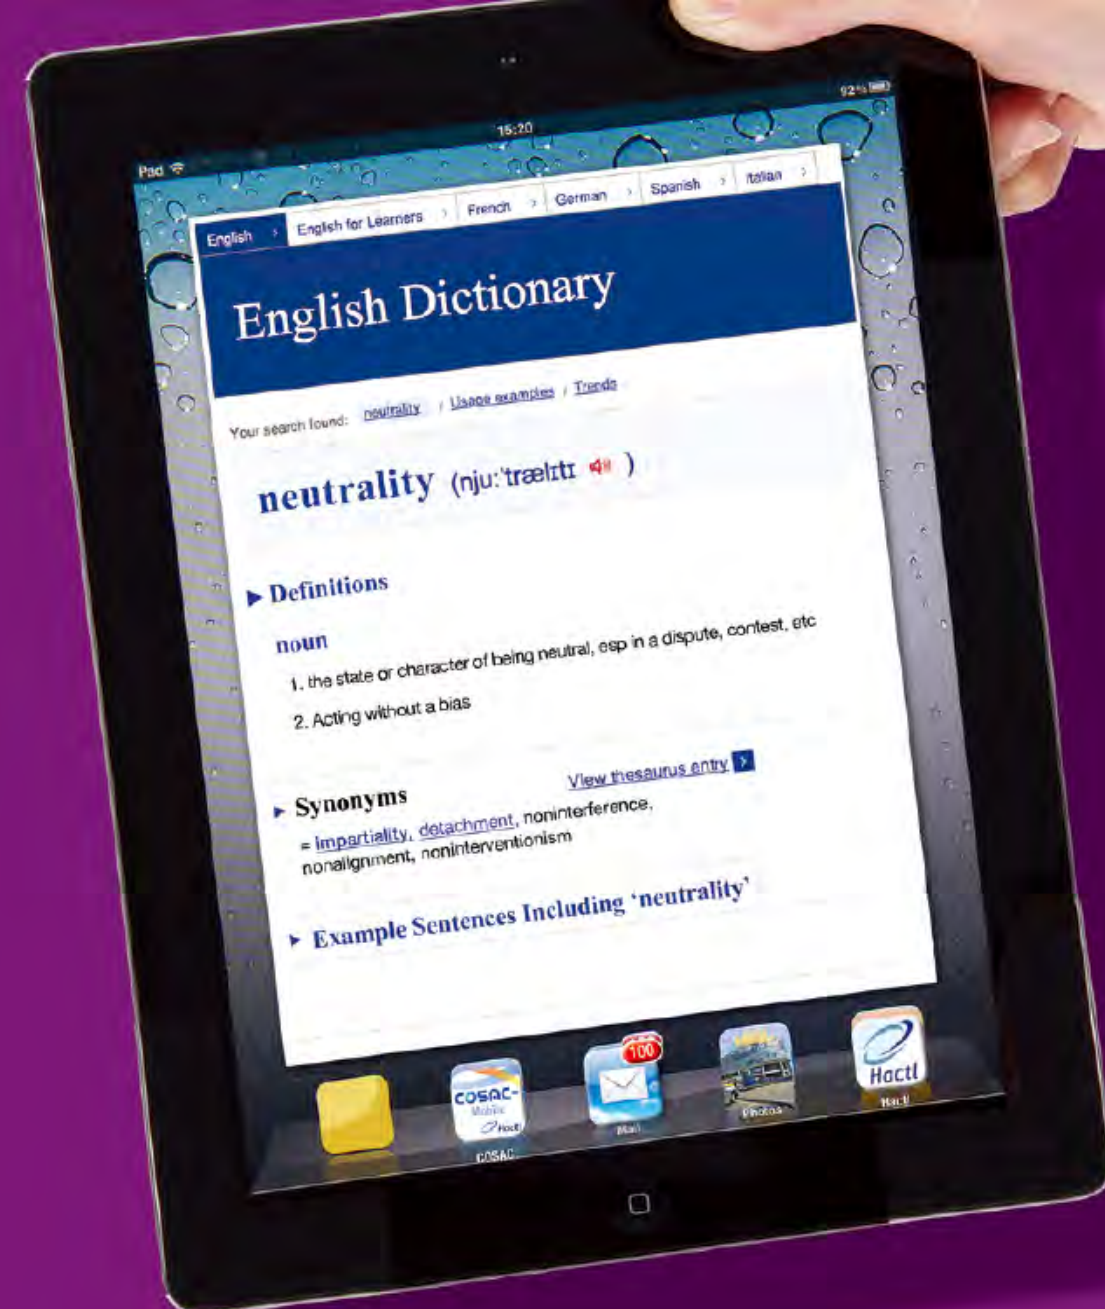 Pad
15:20
92%
English > English for Learners > French > German > Spanish > Italian >
English Dictionary
Your search found: neutrality / Usage examples / Trends
neutrality (njuːˈtrælɪtɪ )
Definitions
noun
1. the state or character of being neutral, esp in a dispute, contest, etc
2. Acting without a bias
Synonyms
View thesaurus entry >
= impartiality, detachment, noninterference,
nonalignment, noninterventionism
Example Sentences Including ‘neutrality’
COSAC-
Mobile
Hactl
COSAC
100
Mail
Photos
Hactl
Hactl